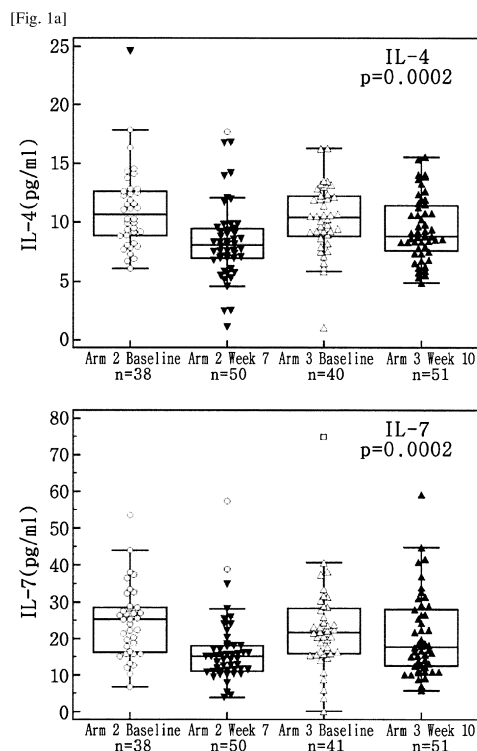 [Fig. 1a]
IL-4
p=0.0002
IL-4(pg/ml)
25
20
15
10
5
0
Arm 2 Baseline Arm 2 Week 7 Arm 3 Baseline Arm 3 Week 10
n=38 n=50 n=40 n=51
IL-7
p=0.0002
IL-7(pg/ml)
80
70
60
50
40
30
20
10
0
Arm 2 Baseline Arm 2 Week 7 Arm 3 Baseline Arm 3 Week 10
n=38 n=50 n=41 n=51